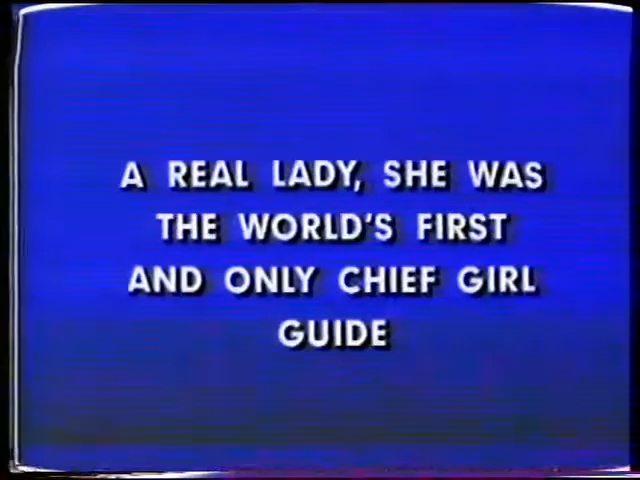 A REAL LADY, SHE WAS
THE WORLD'S FIRST
AND ONLY CHIEF GIRL
GUIDE